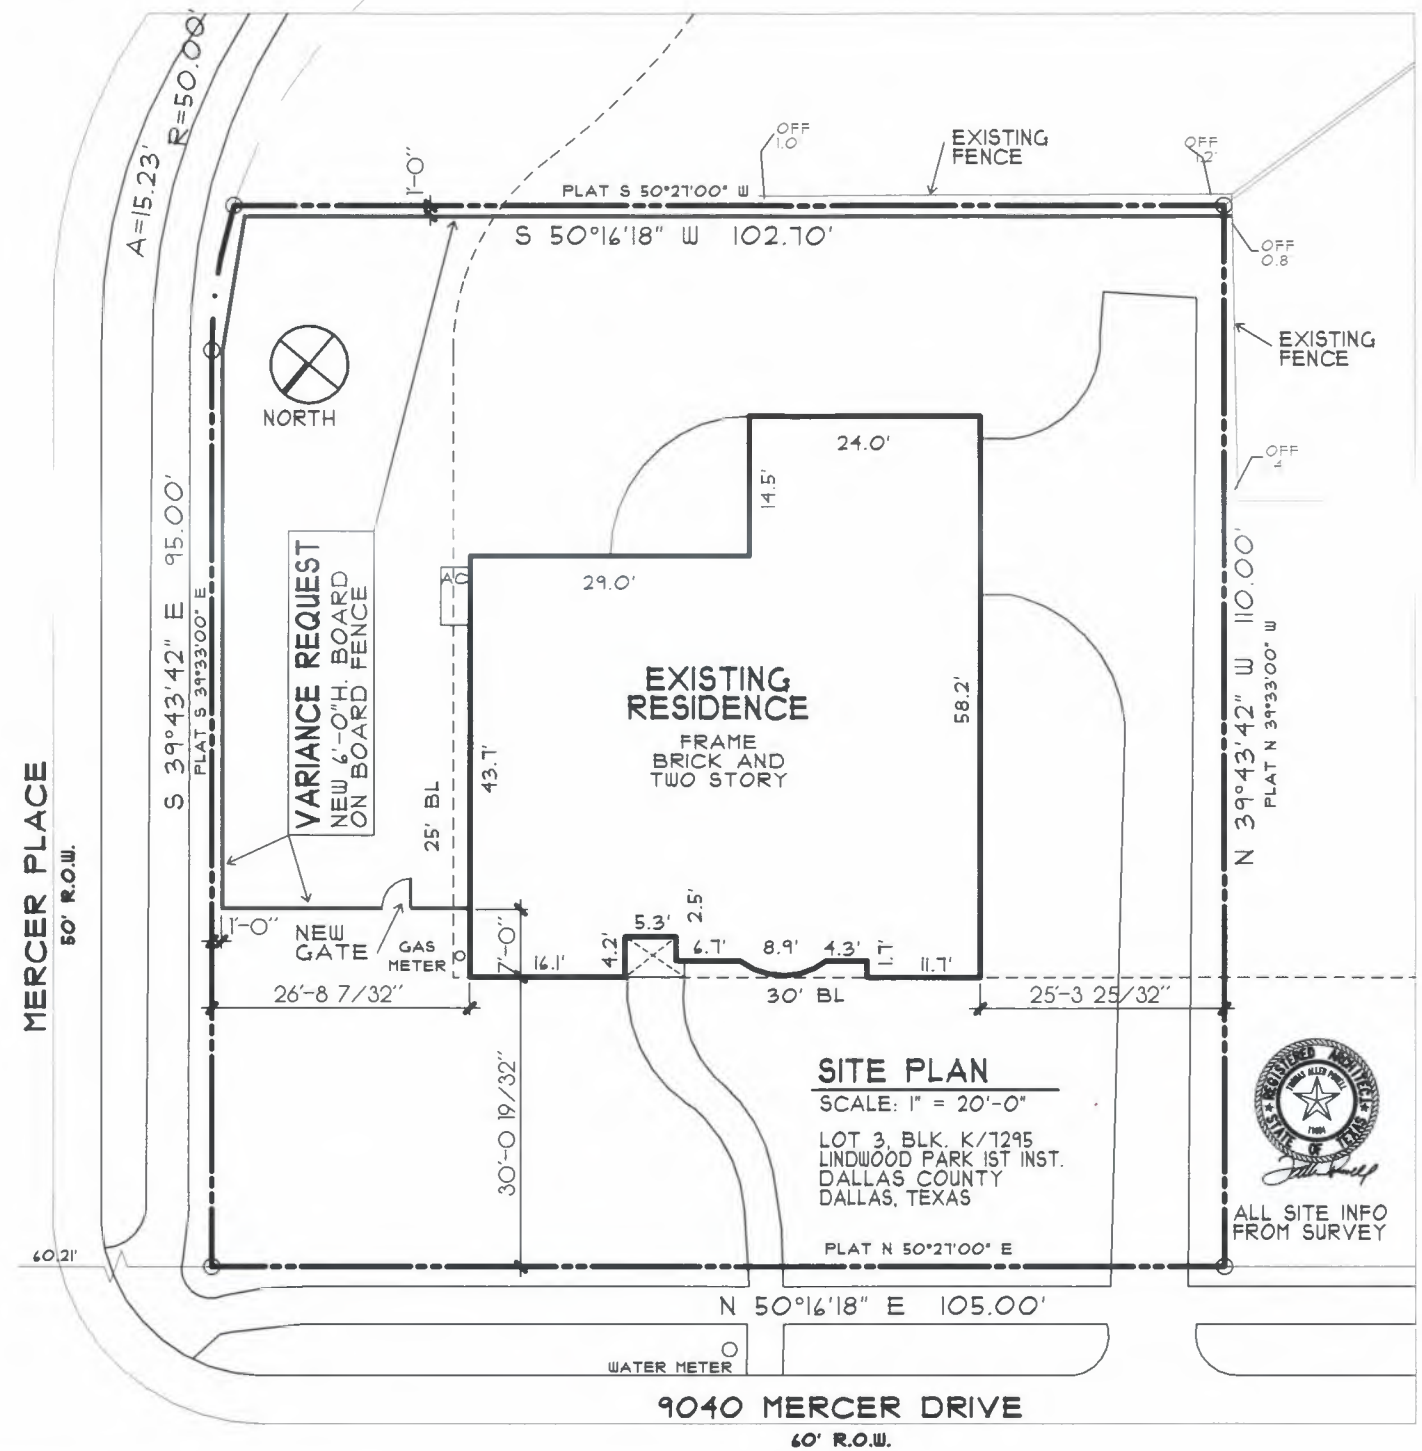 A=15.23'
R=50.00'
1'-0"
PLAT S 50°27'00" W
S 50°16'18" W 102.70'
OFF
1.0'
EXISTING
FENCE
OFF
1.2'
OFF
0.8'
EXISTING
FENCE
OFF
NORTH
24.0'
14.5'
29.0'
AC
S 39°43'42" E 95.00'
PLAT S 39°33'00" E
VARIANCE REQUEST
NEW 6'-0"H. BOARD
ON BOARD FENCE
EXISTING
RESIDENCE
FRAME
BRICK AND
TWO STORY
43.7'
58.2'
25' BL
N 39°43'42" W 110.00'
PLAT N 39°33'00" W
MERCER PLACE
50' R.O.W.
1'-0"
NEW
GATE
GAS
METER
7'-0"
16.1'
4.2'
5.3'
2.5'
6.7'
8.9'
4.3'
1.7'
11.7'
30' BL
26'-8 7/32"
25'-3 25/32"
30'-0 19/32"
SITE PLAN
SCALE: 1" = 20'-0"
LOT 3, BLK. K/7295
LINDWOOD PARK 1ST INST.
DALLAS COUNTY
DALLAS, TEXAS
REGISTERED ARCHITECT
THOMAS ALLEN POWELL
STATE OF TEXAS
ALL SITE INFO
FROM SURVEY
60.21'
PLAT N 50°27'00" E
N 50°16'18" E 105.00'
WATER METER
9040 MERCER DRIVE
60' R.O.W.